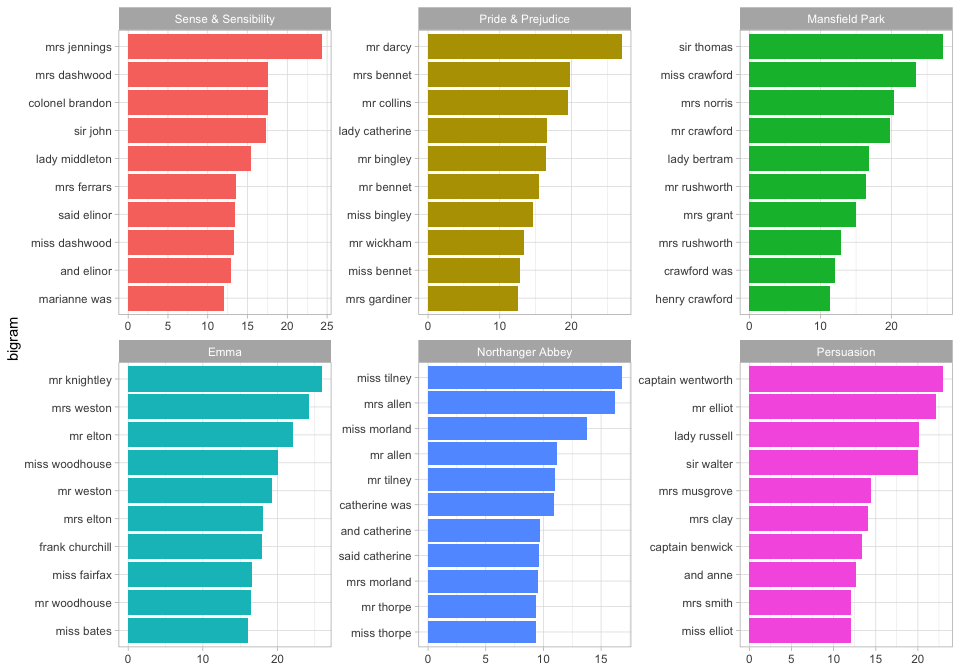 Sense & Sensibility
mrs jennings
mrs dashwood
colonel brandon
sir john
lady middleton
mrs ferrars
said elinor
miss dashwood
and elinor
marianne was
0 5 10 15 20 25
Pride & Prejudice
mr darcy
mrs bennet
mr collins
lady catherine
mr bingley
mr bennet
miss bingley
mr wickham
miss bennet
mrs gardiner
0 10 20
Mansfield Park
sir thomas
miss crawford
mrs norris
mr crawford
lady bertram
mr rushworth
mrs grant
mrs rushworth
crawford was
henry crawford
0 10 20
bigram
Emma
mr knightley
mrs weston
mr elton
miss woodhouse
mr weston
mrs elton
frank churchill
miss fairfax
mr woodhouse
miss bates
0 10 20
Northanger Abbey
miss tilney
mrs allen
miss morland
mr allen
mr tilney
catherine was
and catherine
said catherine
mrs morland
mr thorpe
miss thorpe
0 5 10 15
Persuasion
captain wentworth
mr elliot
lady russell
sir walter
mrs musgrove
mrs clay
captain benwick
and anne
mrs smith
miss elliot
0 5 10 15 20